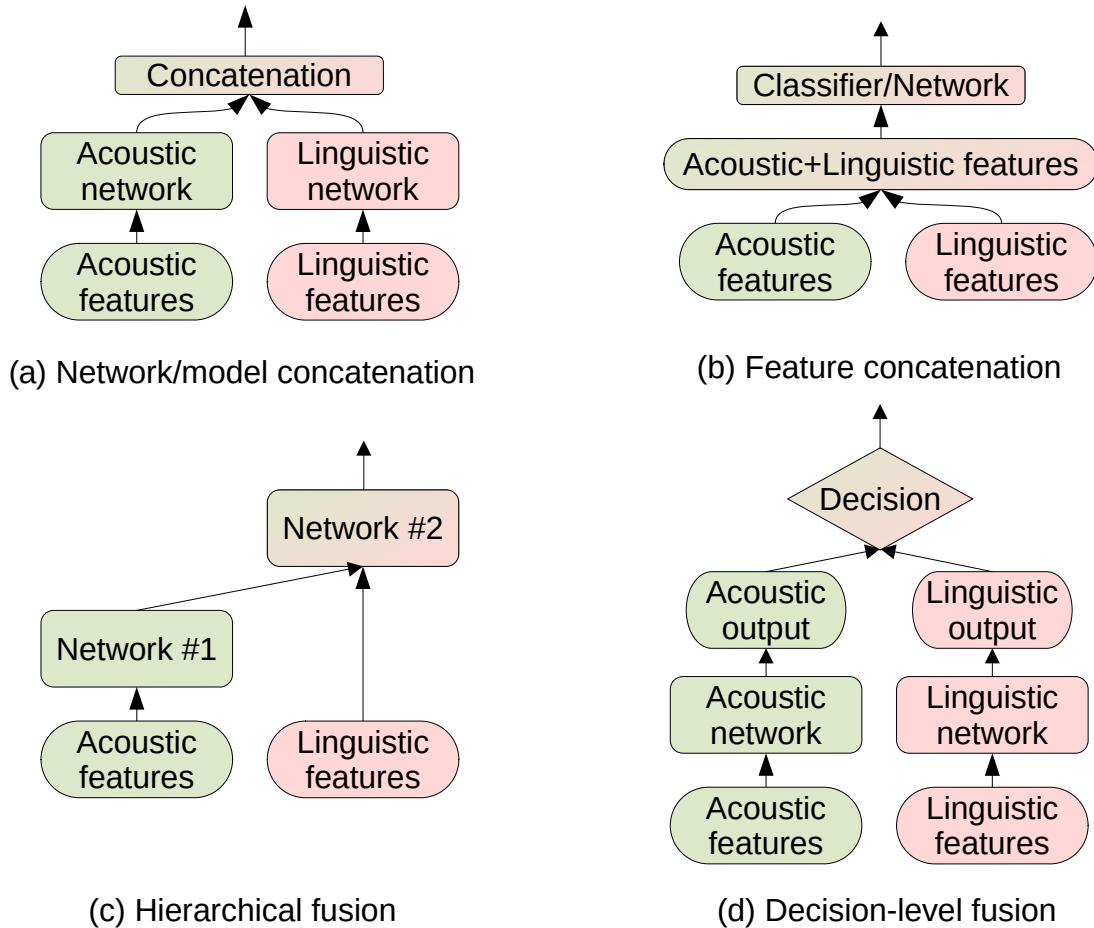 Concatenation
Acoustic
network
Linguistic
network
Acoustic
features
Linguistic
features
(a) Network/model concatenation
Classifier/Network
Acoustic+Linguistic features
Acoustic
features
Linguistic
features
(b) Feature concatenation
Network #2
Network #1
Acoustic
features
Linguistic
features
(c) Hierarchical fusion
Decision
Acoustic
output
Linguistic
output
Acoustic
network
Linguistic
network
Acoustic
features
Linguistic
features
(d) Decision-level fusion